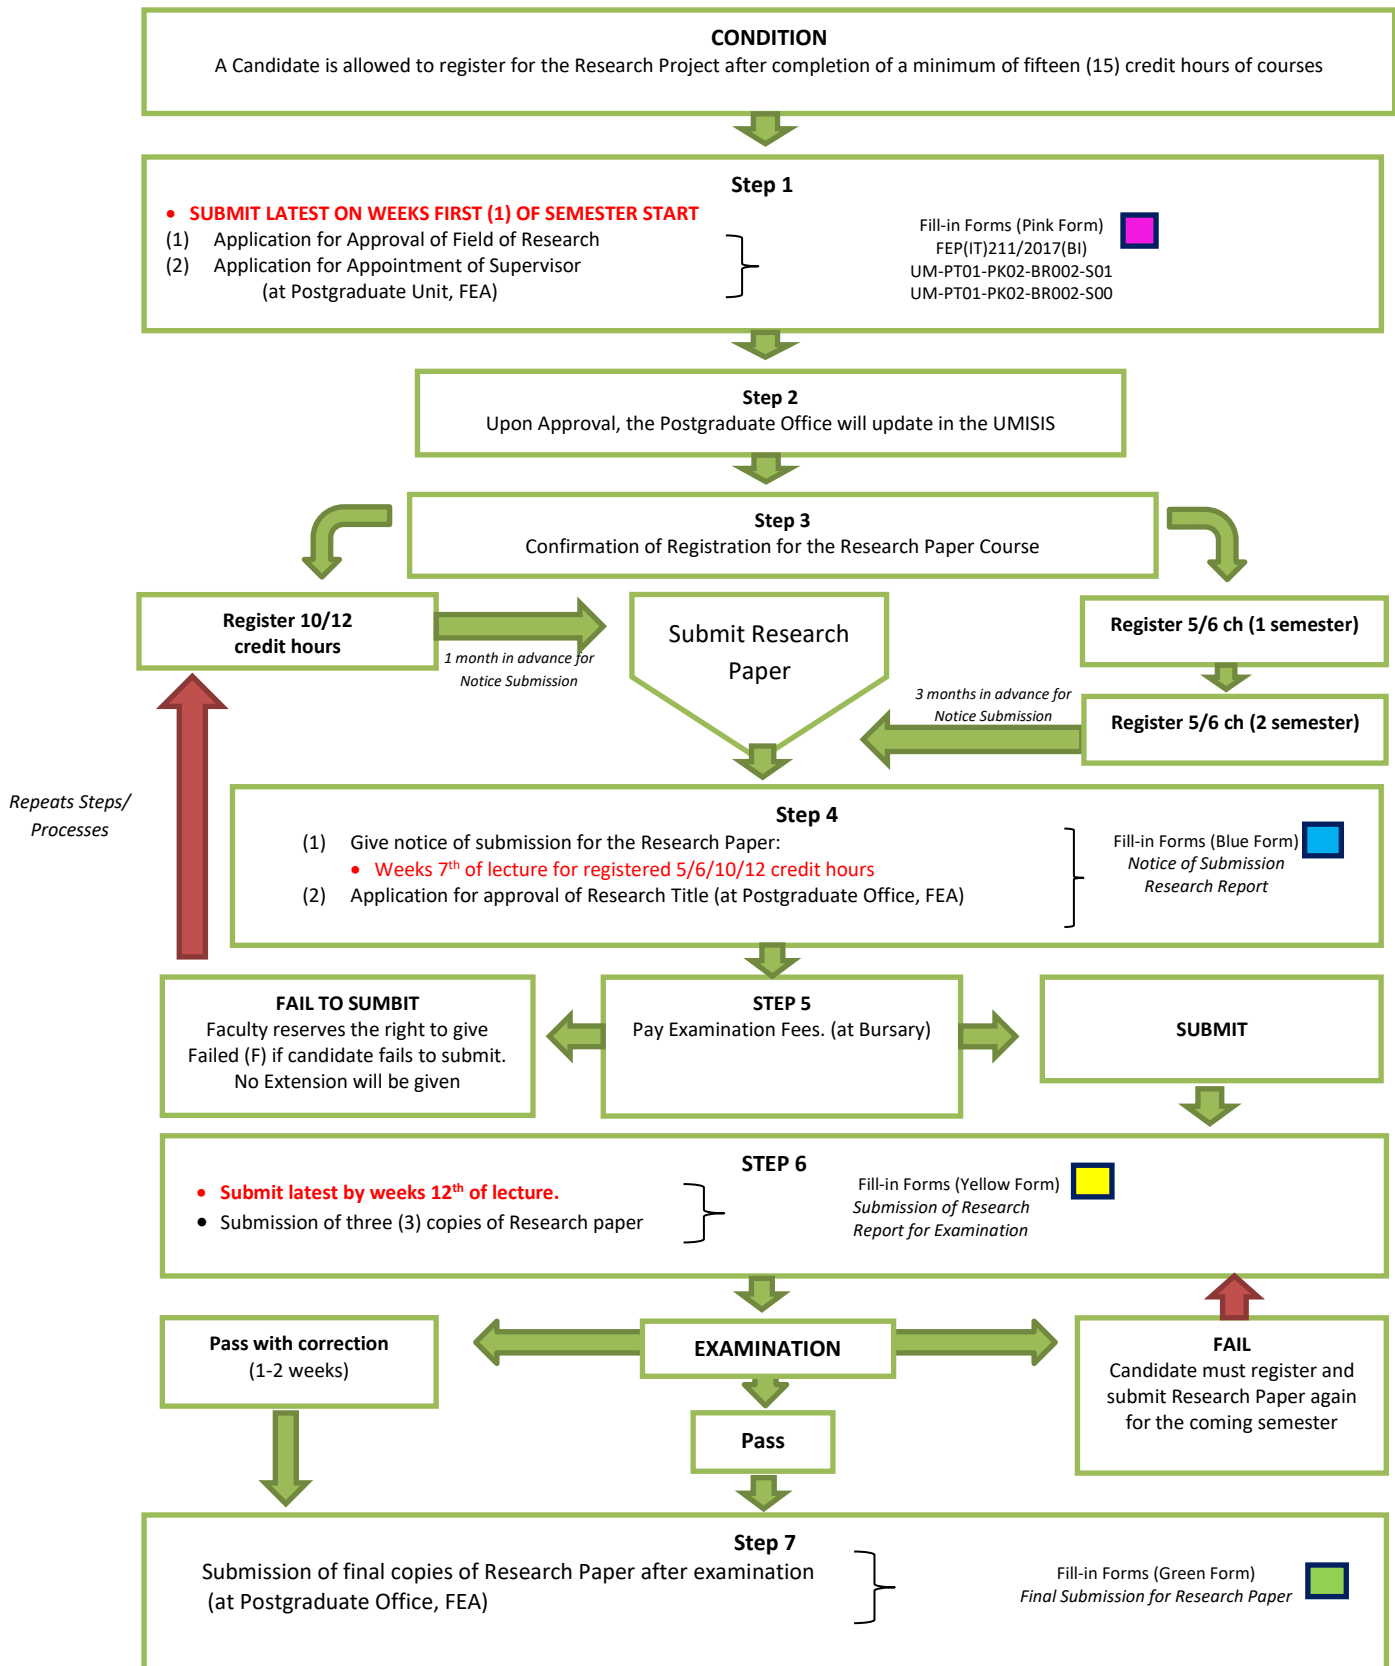 CONDITION
A Candidate is allowed to register for the Research Project after completion of a minimum of fifteen (15) credit hours of courses
Step 1
• SUBMIT LATEST ON WEEKS FIRST (1) OF SEMESTER START
(1) Application for Approval of Field of Research
(2) Application for Appointment of Supervisor
(at Postgraduate Unit, FEA)
Fill-in Forms (Pink Form)
FEP(IT)211/2017(BI)
UM-PT01-PK02-BR002-S01
UM-PT01-PK02-BR002-S00
Step 2
Upon Approval, the Postgraduate Office will update in the UMISIS
Step 3
Confirmation of Registration for the Research Paper Course
Register 10/12
credit hours
1 month in advance for
Notice Submission
Submit Research
Paper
Register 5/6 ch (1 semester)
3 months in advance for
Notice Submission
Register 5/6 ch (2 semester)
Repeats Steps/
Processes
Step 4
(1) Give notice of submission for the Research Paper:
• Weeks 7th of lecture for registered 5/6/10/12 credit hours
(2) Application for approval of Research Title (at Postgraduate Office, FEA)
Fill-in Forms (Blue Form)
Notice of Submission
Research Report
FAIL TO SUMBIT
Faculty reserves the right to give
Failed (F) if candidate fails to submit.
No Extension will be given
STEP 5
Pay Examination Fees. (at Bursary)
SUBMIT
STEP 6
• Submit latest by weeks 12th of lecture.
• Submission of three (3) copies of Research paper
Fill-in Forms (Yellow Form)
Submission of Research
Report for Examination
Pass with correction
(1-2 weeks)
EXAMINATION
FAIL
Candidate must register and
submit Research Paper again
for the coming semester
Pass
Step 7
Submission of final copies of Research Paper after examination
(at Postgraduate Office, FEA)
Fill-in Forms (Green Form)
Final Submission for Research Paper